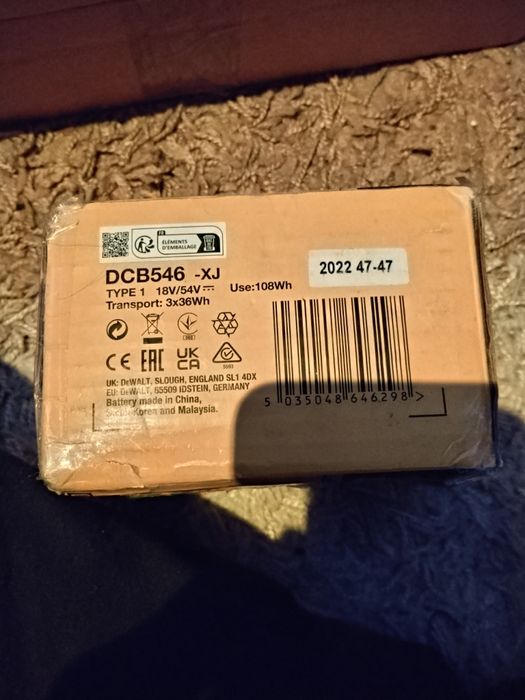 FR
ÉLÉMENTS
D'EMBALLAGE
DCB546 -XJ
TYPE 1 18V/54V⎓ Use:108Wh
Transport: 3x36Wh
2022 47-47
CE EAC UK CA
UK: DeWALT, SLOUGH, ENGLAND SL1 4DX
EU: DeWALT, 65509 IDSTEIN, GERMANY
Battery made in China,
South Korea and Malaysia.
5 035048 646298 >